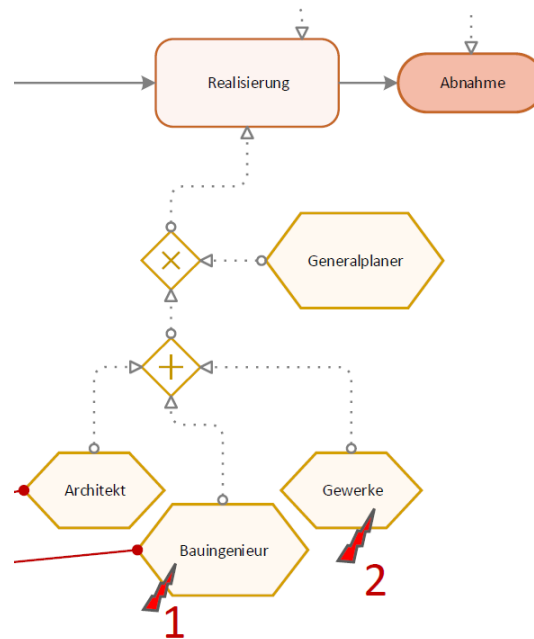 Realisierung
Abnahme
Generalplaner
Architekt
Gewerke
Bauingenieur
2
1